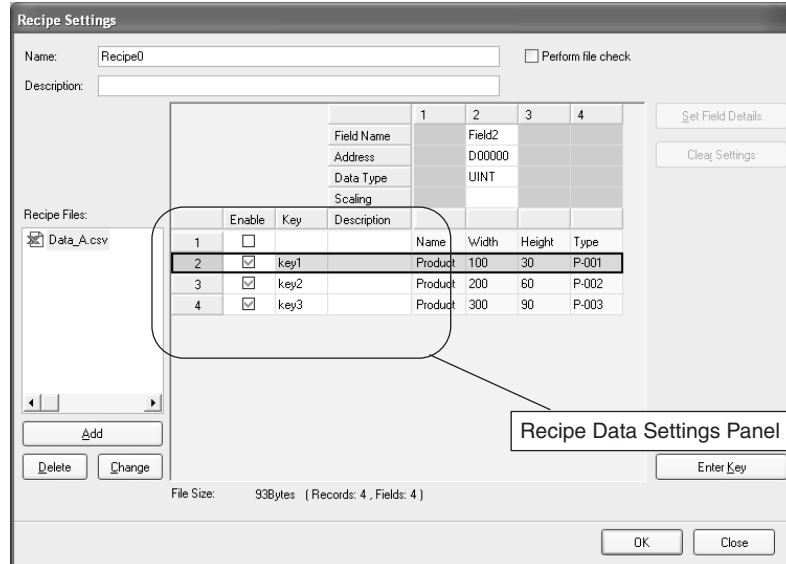 Recipe Settings
Name: Recipe0 Perform file check
Description:
1 2 3 4
Field Name Field2
Address D00000
Data Type UINT
Scaling
Set Field Details
Clear Settings
Recipe Files:
Data_A.csv
Enable Key Description
1 Name Width Height Type
2 key1 Product 100 30 P-001
3 key2 Product 200 60 P-002
4 key3 Product 300 90 P-003
Recipe Data Settings Panel
Add
Delete Change
Enter Key
File Size: 93Bytes ( Records: 4 , Fields: 4 )
OK Close